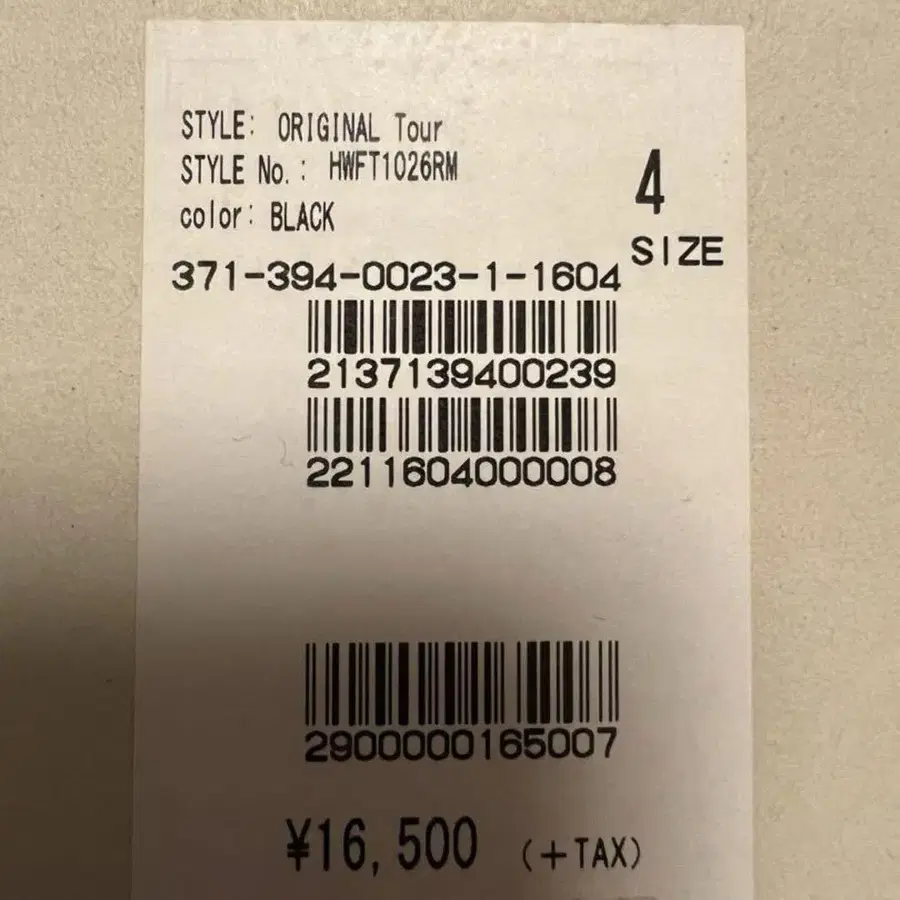 STYLE: ORIGINAL Tour
STYLE No.: HWFT1026RM
color: BLACK
4
SIZE
371-394-0023-1-1604
2137139400239
2211604000008
2900000165007
¥16,500 (+TAX)